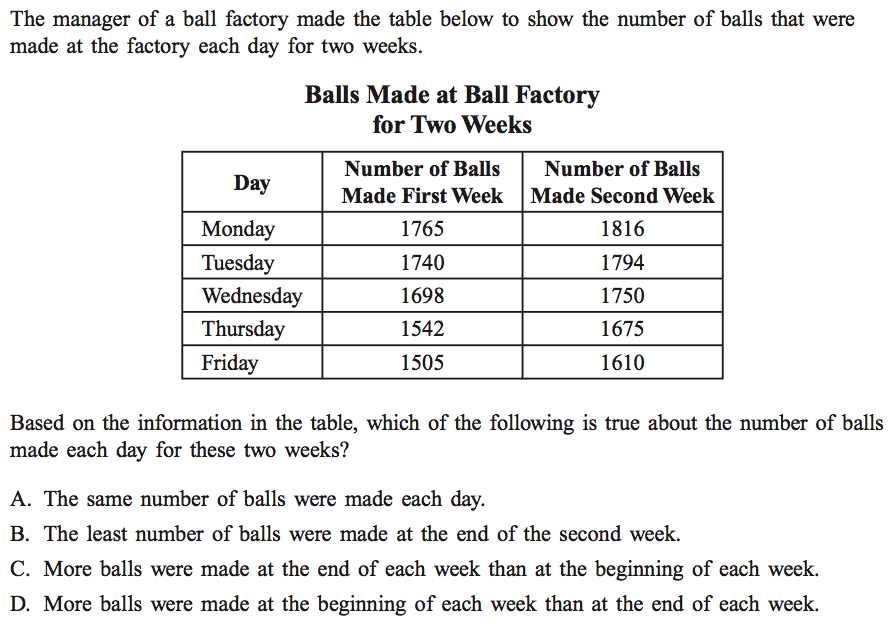 The manager of a ball factory made the table below to show the number of balls that were
made at the factory each day for two weeks.
Balls Made at Ball Factory
for Two Weeks
Day
Number of Balls
Made First Week
Number of Balls
Made Second Week
Monday 1765 1816
Tuesday 1740 1794
Wednesday 1698 1750
Thursday 1542 1675
Friday 1505 1610
Based on the information in the table, which of the following is true about the number of balls
made each day for these two weeks?
A. The same number of balls were made each day.
B. The least number of balls were made at the end of the second week.
C. More balls were made at the end of each week than at the beginning of each week.
D. More balls were made at the beginning of each week than at the end of each week.